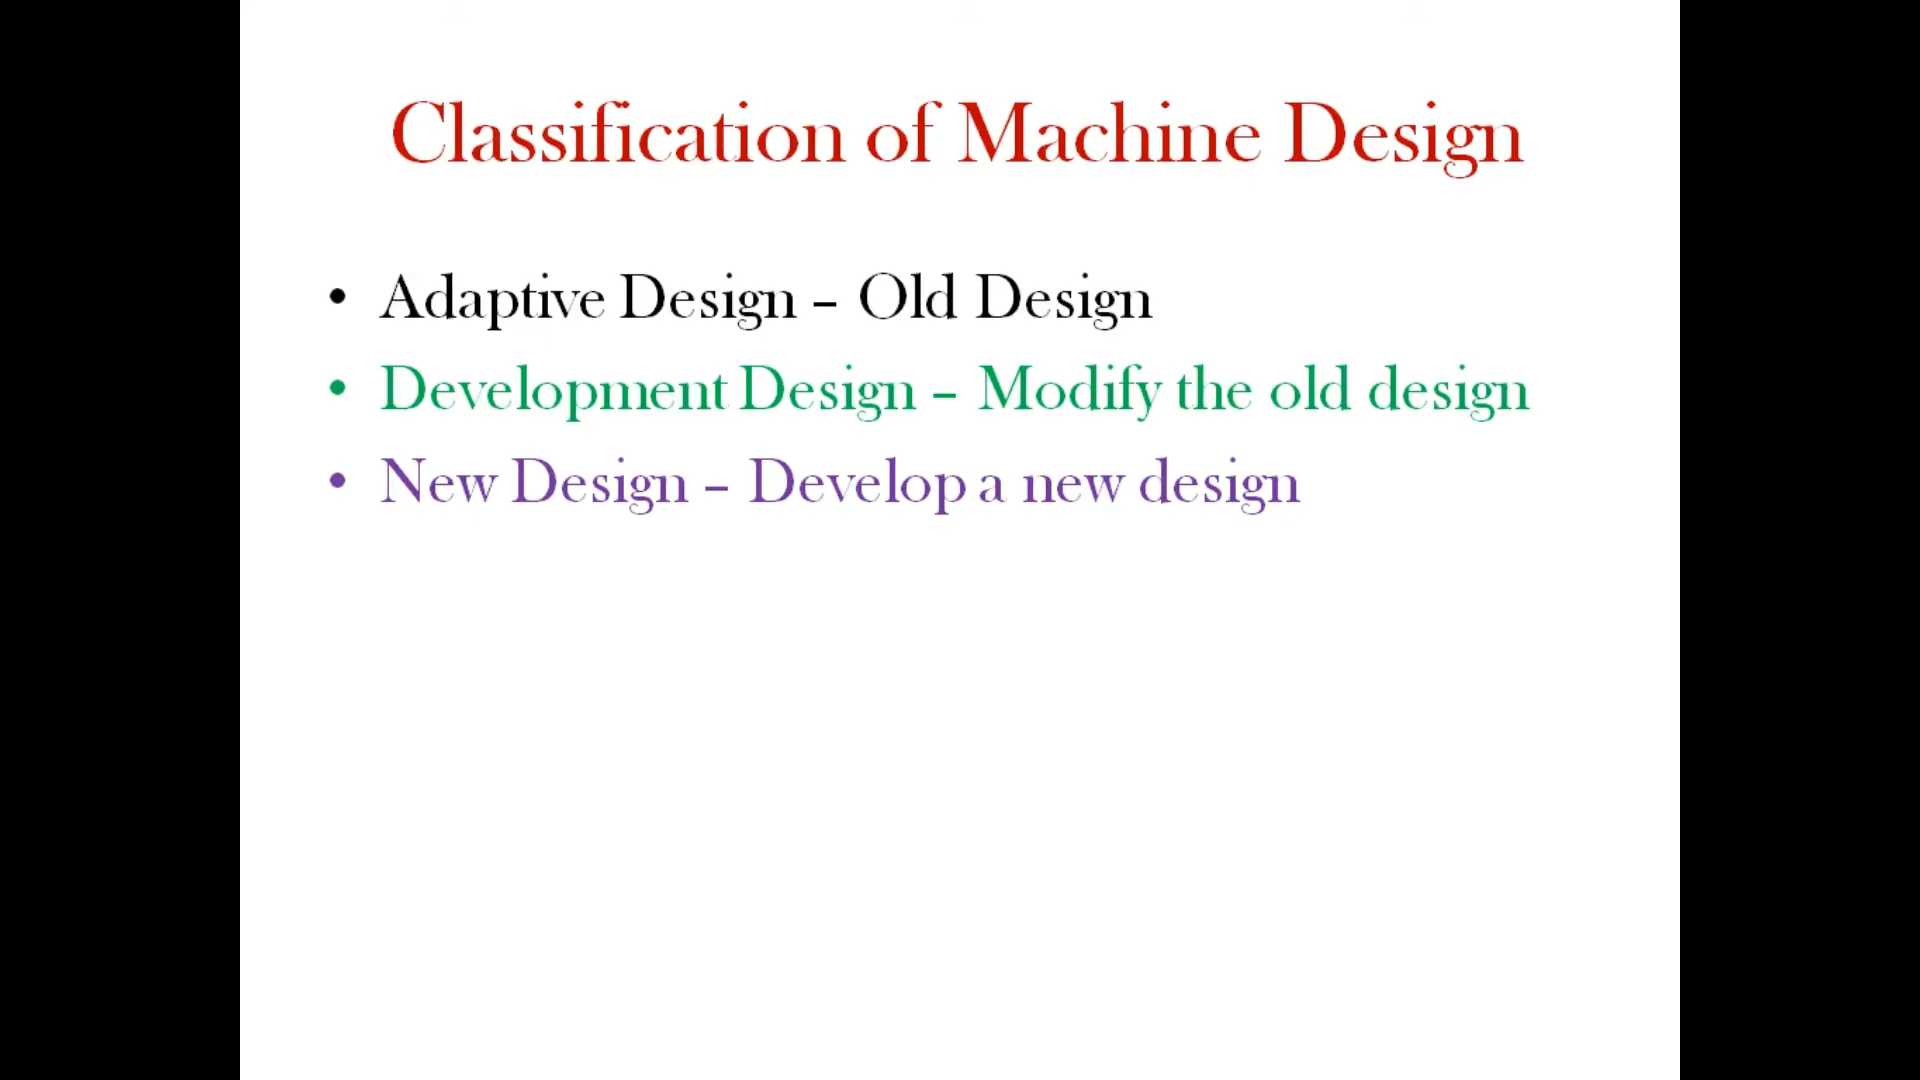 Classification of Machine Design
• Adaptive Design – Old Design
• Development Design – Modify the old design
• New Design – Develop a new design